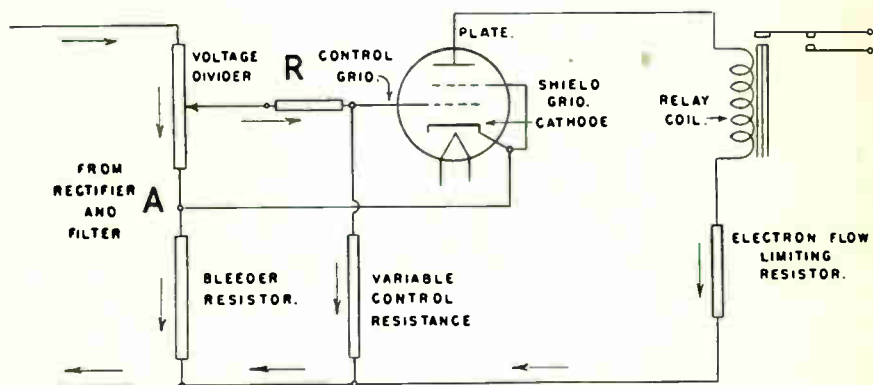 PLATE.
VOLTAGE
DIVIDER
R
CONTROL
GRID.
SHIELD
GRID.
CATHODE
RELAY
COIL.
FROM
RECTIFIER
AND
FILTER
A
BLEEDER
RESISTOR.
VARIABLE
CONTROL
RESISTANCE
ELECTRON FLOW
LIMITING
RESISTOR.